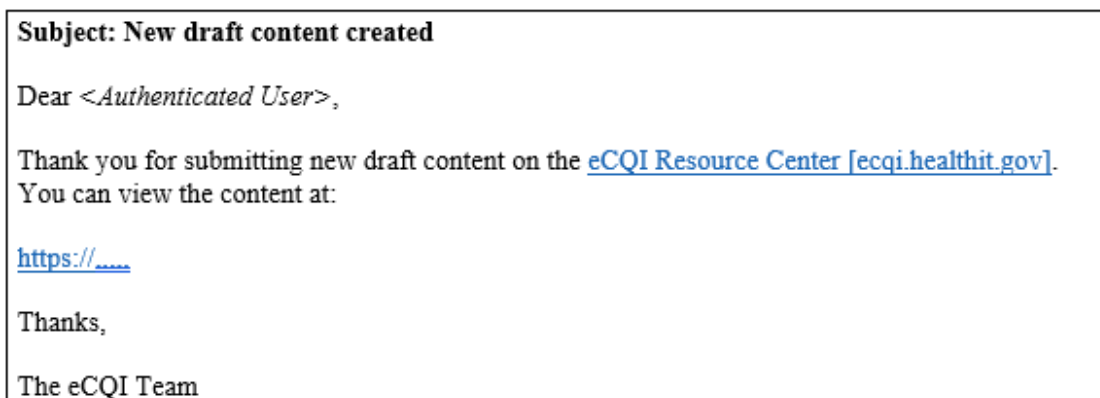 Subject: New draft content created
Dear <Authenticated User>,
Thank you for submitting new draft content on the eCQI Resource Center [ecqi.healthit.gov].
You can view the content at:
https://.....
Thanks,
The eCQI Team